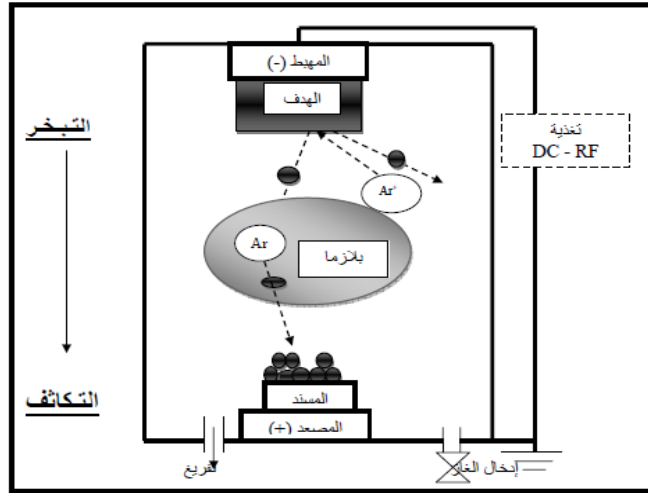 المهبط (-)
الهدف
التبخر
تغذية
DC - RF
Ar+
Ar
بلازما
التكاثف
المسند
المصعد (+)
تفريغ
إدخال الغاز